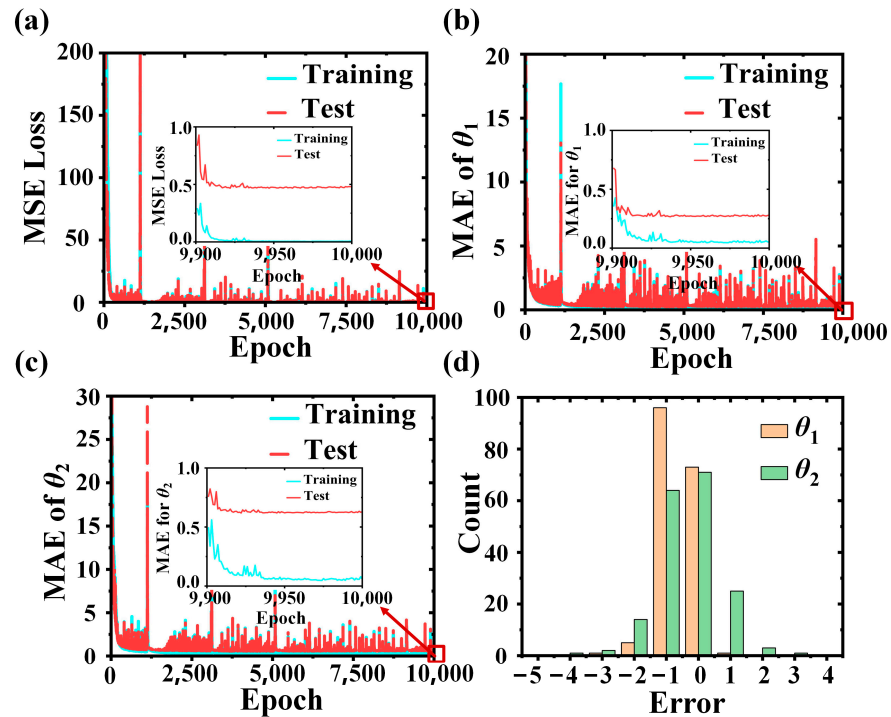 (a)
200
150
100
50
0
MSE Loss
Training
Test
1.0
0.5
0.0
MSE Loss
Training
Test
9,900 9,950 10,000
Epoch
0 2,500 5,000 7,500 10,000
Epoch
(b)
20
15
10
5
0
MAE of θ1
Training
Test
1.0
0.5
0.0
MAE for θ1
Training
Test
9,900 9,950 10,000
Epoch
0 2,500 5,000 7,500 10,000
Epoch
(c)
30
25
20
15
10
5
0
MAE of θ2
Training
Test
1.0
0.5
0.0
MAE for θ2
Training
Test
9,900 9,950 10,000
Epoch
0 2,500 5,000 7,500 10,000
Epoch
(d)
100
80
60
40
20
0
Count
θ1
θ2
−5 −4 −3 −2 −1 0 1 2 3 4
Error